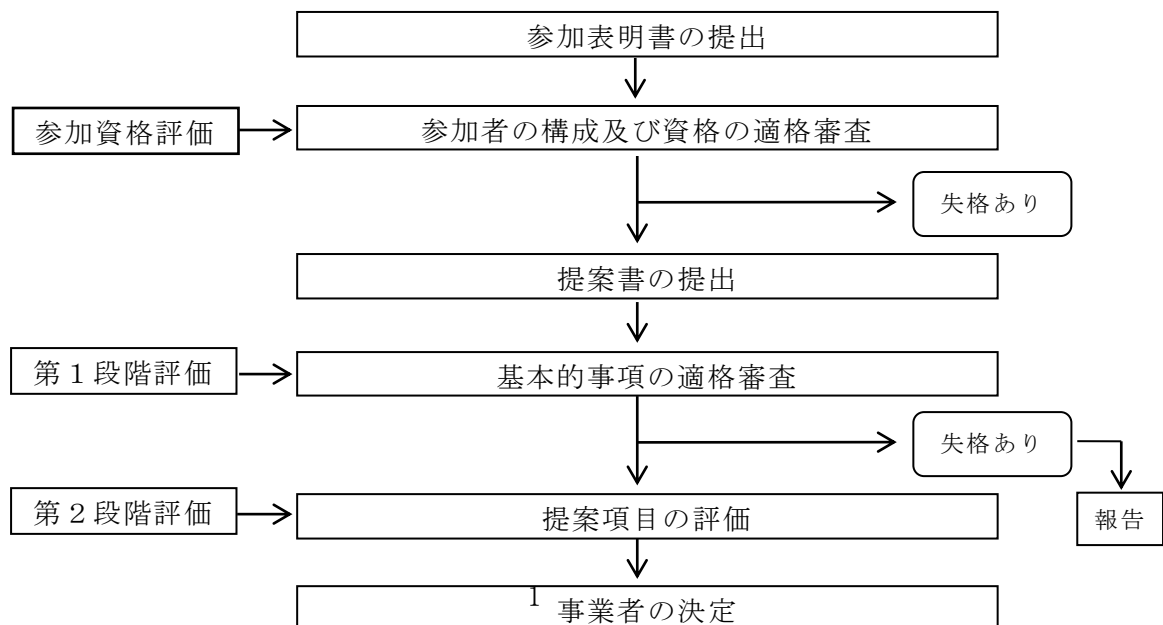 参加表明書の提出
参加資格評価
参加者の構成及び資格の適格審査
失格あり
提案書の提出
第１段階評価
基本的事項の適格審査
失格あり
第２段階評価
提案項目の評価
報告
1
事業者の決定